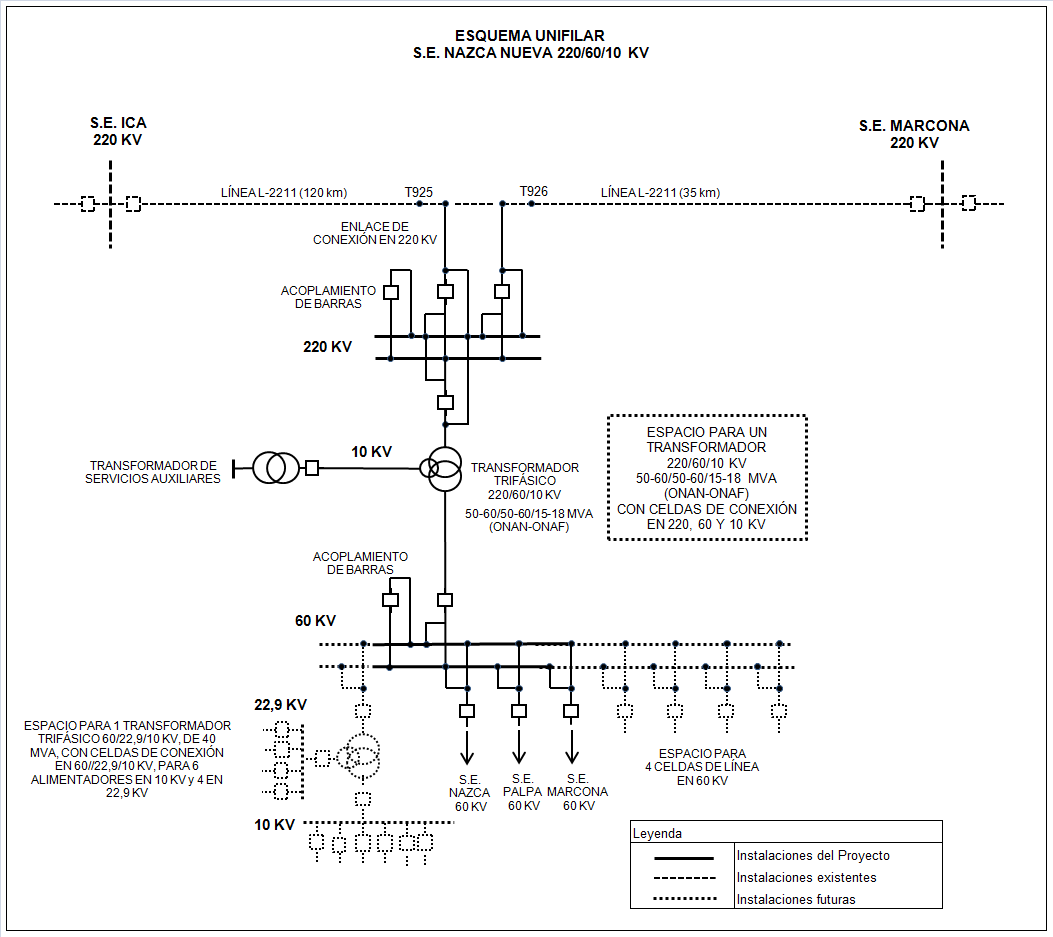 ESQUEMA UNIFILAR
S.E. NAZCA NUEVA 220/60/10 KV
S.E. ICA
220 KV
S.E. MARCONA
220 KV
LÍNEA L-2211 (120 km)
T925
T926
LÍNEA L-2211 (35 km)
ENLACE DE
CONEXIÓN EN 220 KV
ACOPLAMIENTO
DE BARRAS
220 KV
10 KV
TRANSFORMADOR DE
SERVICIOS AUXILIARES
TRANSFORMADOR
TRIFÁSICO
220/60/10 KV
50-60/50-60/15-18 MVA
(ONAN-ONAF)
ESPACIO PARA UN
TRANSFORMADOR
220/60/10 KV
50-60/50-60/15-18 MVA
(ONAN-ONAF)
CON CELDAS DE CONEXIÓN
EN 220, 60 Y 10 KV
ACOPLAMIENTO
DE BARRAS
60 KV
22,9 KV
ESPACIO PARA 1 TRANSFORMADOR
TRIFÁSICO 60/22,9/10 KV, DE 40
MVA, CON CELDAS DE CONEXIÓN
EN 60//22,9/10 KV, PARA 6
ALIMENTADORES EN 10 KV y 4 EN
22,9 KV
10 KV
S.E.
NAZCA
60 KV
S.E.
PALPA
60 KV
S.E.
MARCONA
60 KV
ESPACIO PARA
4 CELDAS DE LÍNEA
EN 60 KV
Leyenda
Instalaciones del Proyecto
Instalaciones existentes
Instalaciones futuras